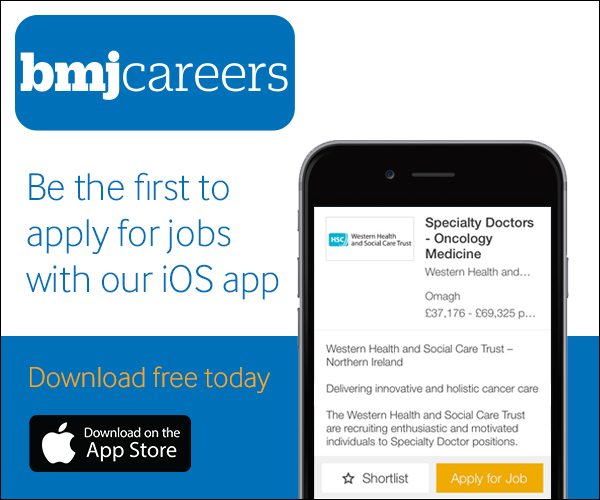 bmjcareers
Be the first to
apply for jobs
with our iOS app
Download free today
Download on the
App Store
HSC
Western Health
and Social Care Trust
Specialty Doctors
- Oncology
Medicine
Western Health and...
Omagh
£37,176 - £69,325 p...
Western Health and Social Care Trust –
Northern Ireland
Delivering innovative and holistic cancer care
The Western Health and Social Care Trust
are recruiting enthusiastic and motivated
individuals to Specialty Doctor positions.
Shortlist
Apply for Job